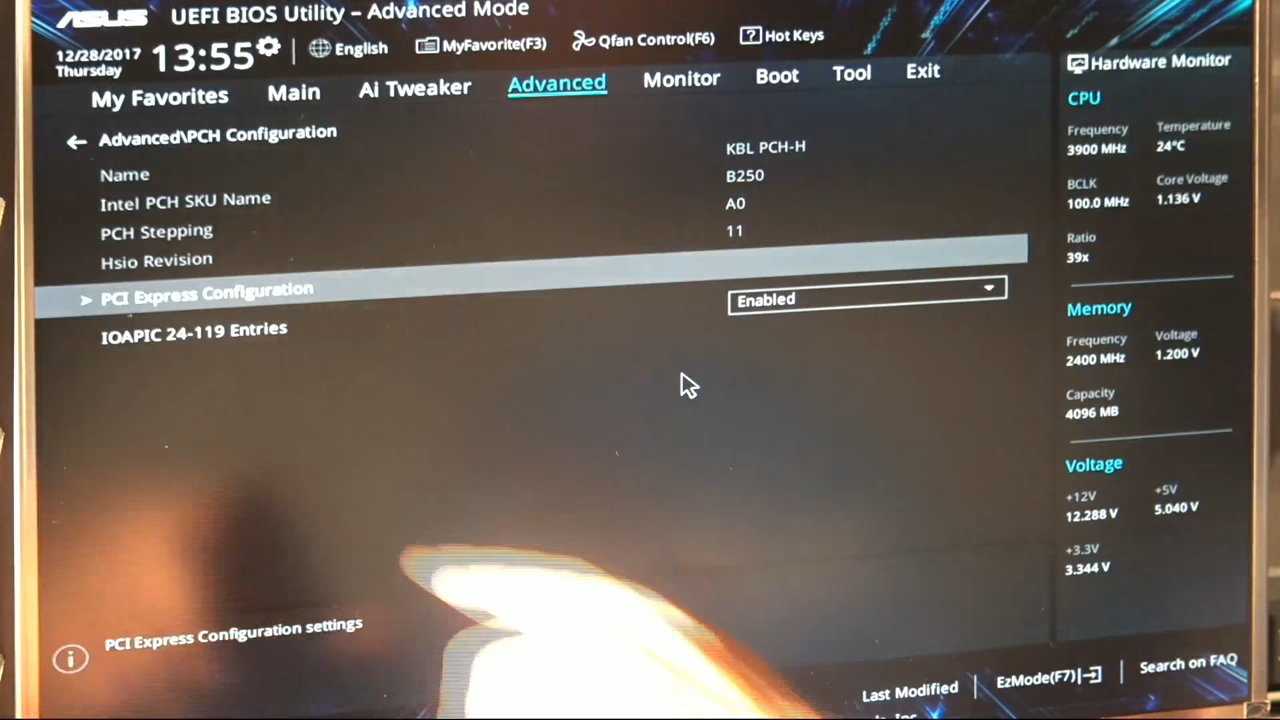 ASUS UEFI BIOS Utility – Advanced Mode
12/28/2017 Thursday 13:55 English MyFavorite(F3) Qfan Control(F6) ? Hot Keys
My Favorites Main Ai Tweaker Advanced Monitor Boot Tool Exit
← Advanced\PCH Configuration
Name KBL PCH-H
Intel PCH SKU Name B250
PCH Stepping A0
Hsio Revision 11
> PCI Express Configuration
IOAPIC 24-119 Entries Enabled
PCI Express Configuration settings
Hardware Monitor
CPU
Frequency Temperature
3900 MHz 24°C
BCLK Core Voltage
100.0 MHz 1.136 V
Ratio
39x
Memory
Frequency Voltage
2400 MHz 1.200 V
Capacity
4096 MB
Voltage
+12V +5V
12.288 V 5.040 V
+3.3V
3.344 V
Last Modified EzMode(F7) Search on FAQ